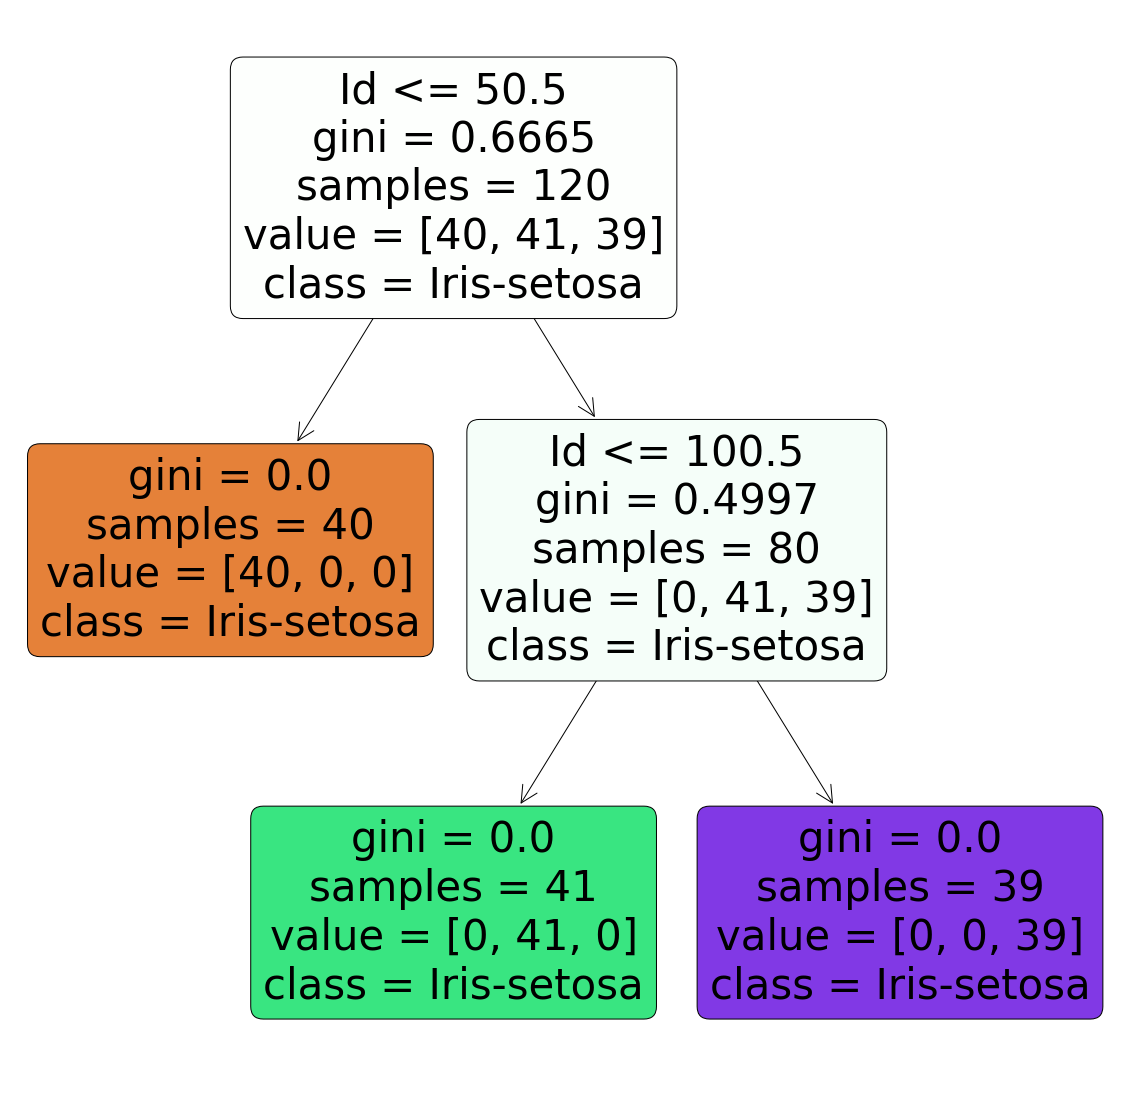 Id <= 50.5
gini = 0.6665
samples = 120
value = [40, 41, 39]
class = Iris-setosa
gini = 0.0
samples = 40
value = [40, 0, 0]
class = Iris-setosa
Id <= 100.5
gini = 0.4997
samples = 80
value = [0, 41, 39]
class = Iris-setosa
gini = 0.0
samples = 41
value = [0, 41, 0]
class = Iris-setosa
gini = 0.0
samples = 39
value = [0, 0, 39]
class = Iris-setosa